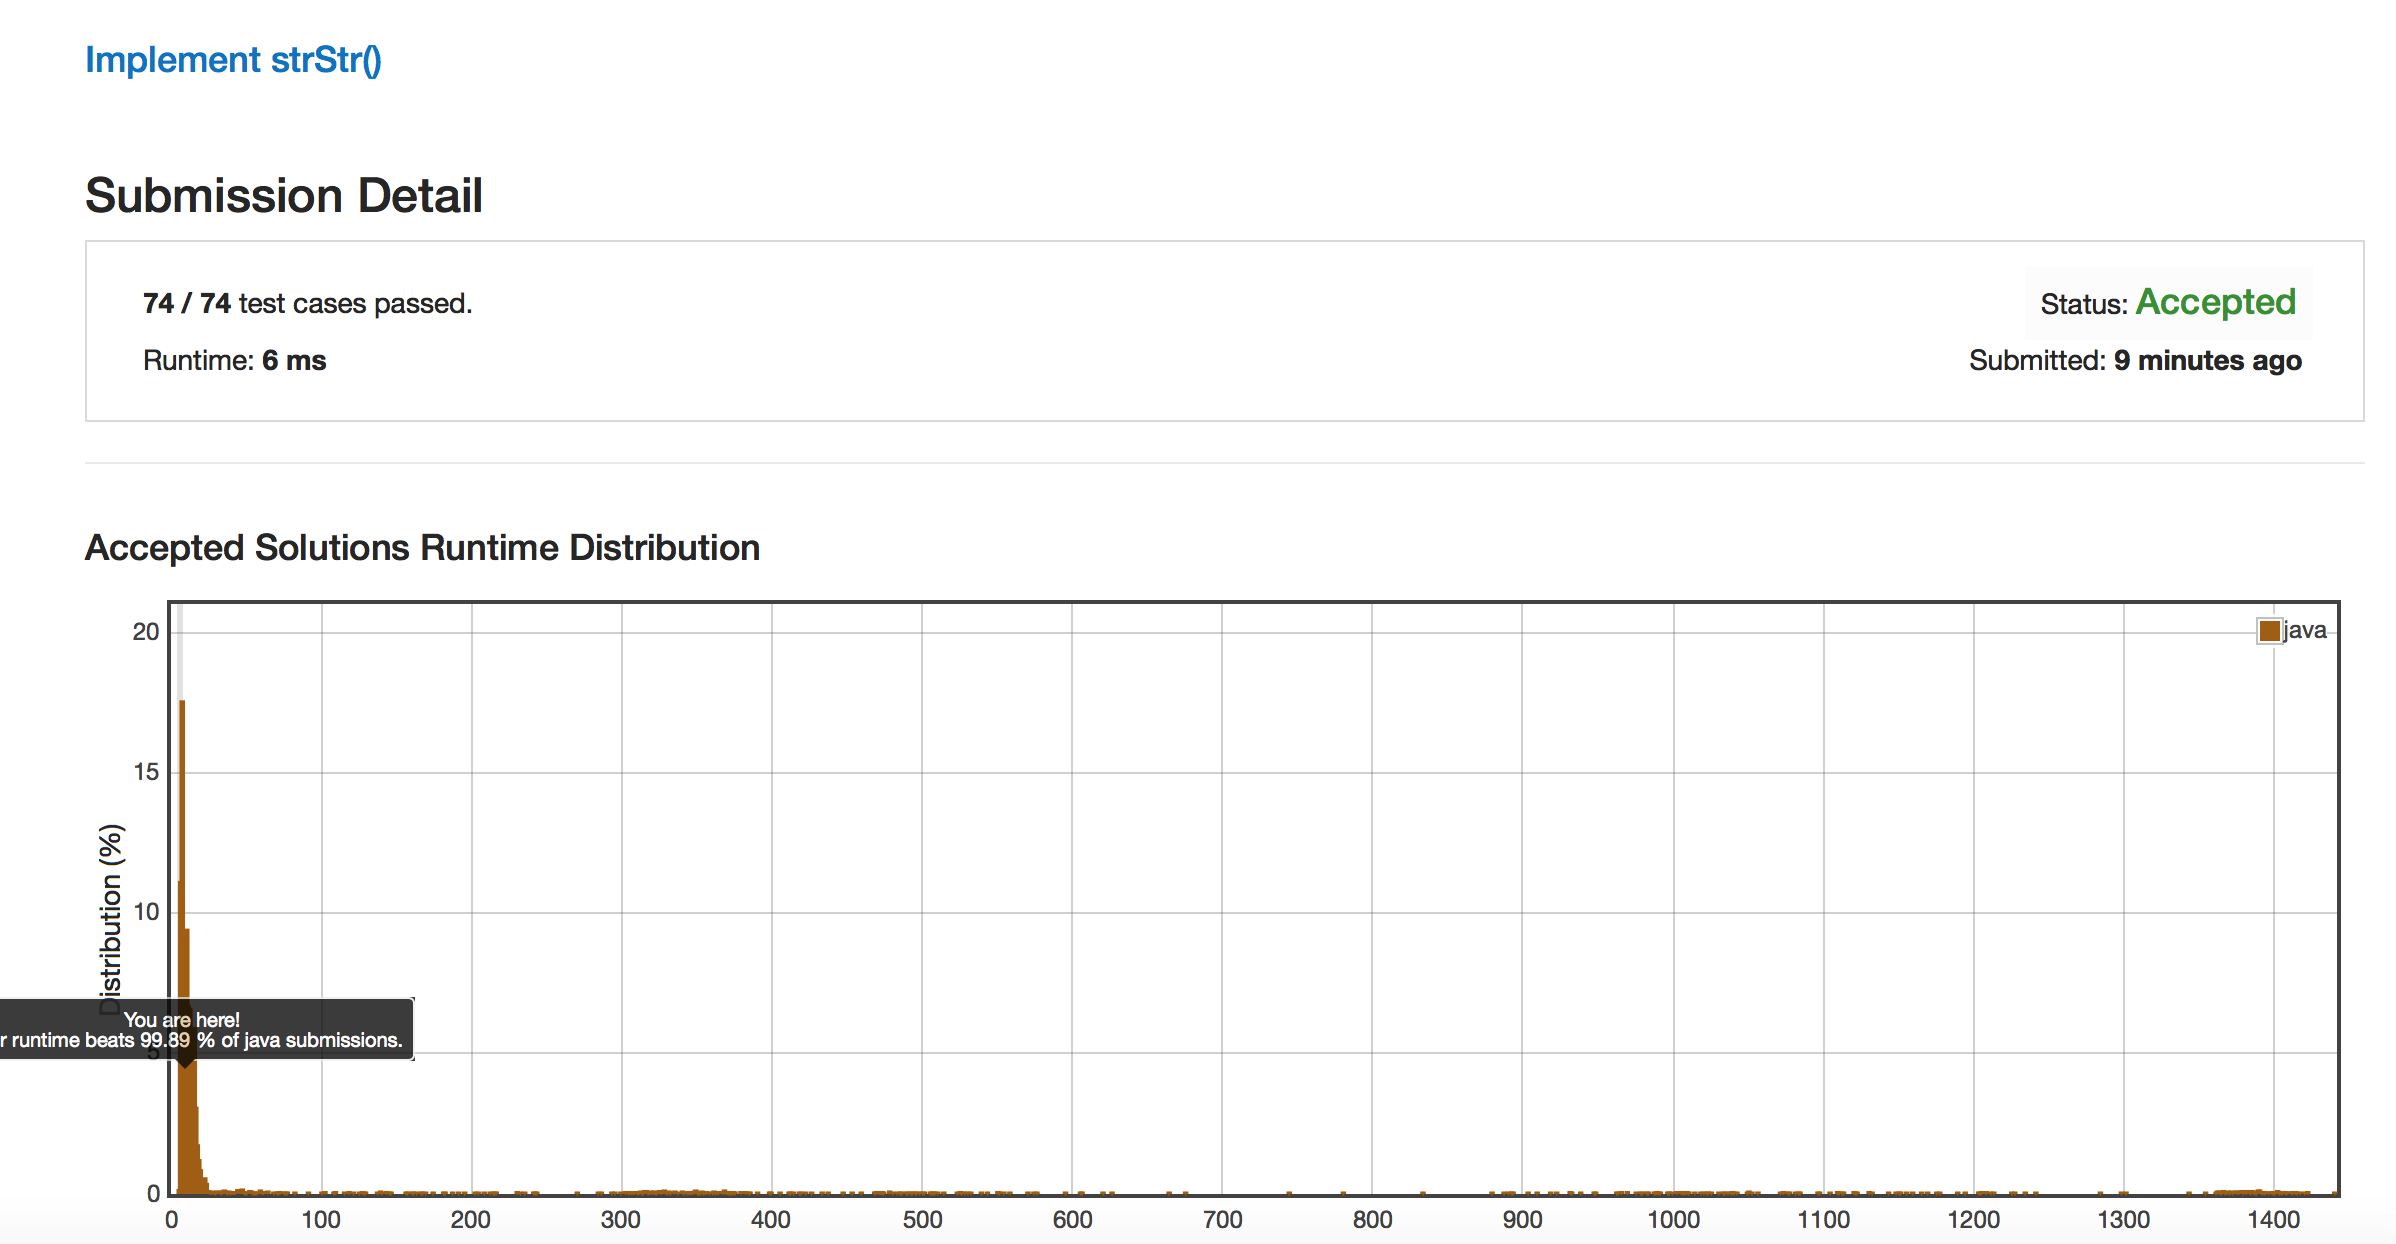 Implement strStr()
Submission Detail
74 / 74 test cases passed.
Status: Accepted
Runtime: 6 ms
Submitted: 9 minutes ago
Accepted Solutions Runtime Distribution
java
Distribution (%)
20
15
10
5
0
You are here!
r runtime beats 99.89 % of java submissions.
0 100 200 300 400 500 600 700 800 900 1000 1100 1200 1300 1400